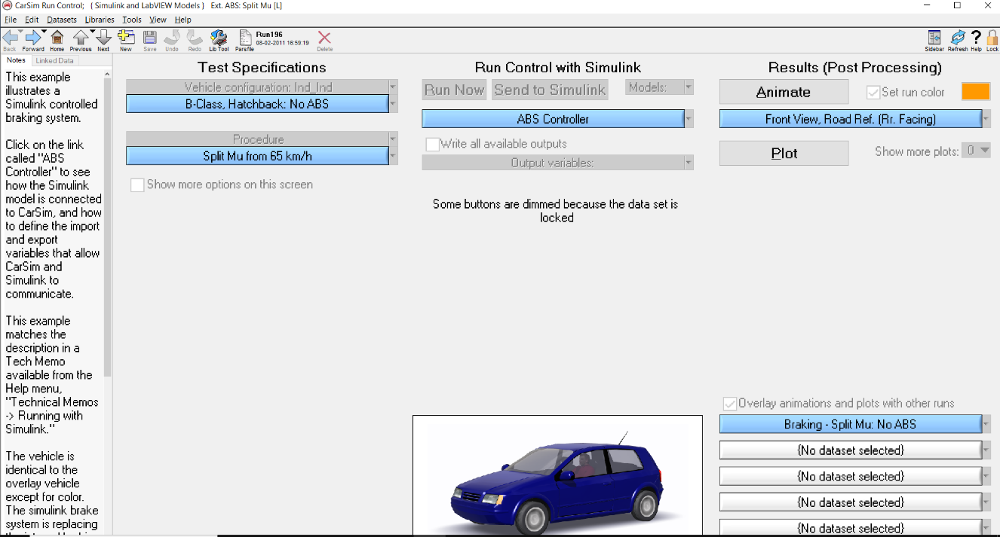 CarSim Run Control; { Simulink and LabVIEW Models } Ext. ABS: Split Mu [L]
File Edit Datasets Libraries Tools View Help
Back Forward Home Previous Next New Save Undo Redo Lib Tool Parsfile
Run196
08-02-2011 16:59:19
Delete
Sidebar Refresh Help Lock
Notes Linked Data
This example
illustrates a
Simulink controlled
braking system.
Click on the link
called "ABS
Controller" to see
how the Simulink
model is connected
to CarSim, and how
to define the import
and export
variables that allow
CarSim and
Simulink to
communicate.
This example
matches the
description in a
Tech Memo
available from the
Help menu,
"Technical Memos
-> Running with
Simulink."
The vehicle is
identical to the
overlay vehicle
except for color.
The simulink brake
system is replacing
Test Specifications
Vehicle configuration: Ind_Ind
B-Class, Hatchback: No ABS
Procedure
Split Mu from 65 km/h
Show more options on this screen
Run Control with Simulink
Run Now Send to Simulink Models:
ABS Controller
Write all available outputs
Output variables:
Some buttons are dimmed because the data set is
locked
Results (Post Processing)
Animate Set run color
Front View, Road Ref. (Rr. Facing)
Plot Show more plots: 0
Overlay animations and plots with other runs
Braking - Split Mu: No ABS
{No dataset selected}
{No dataset selected}
{No dataset selected}
{No dataset selected}